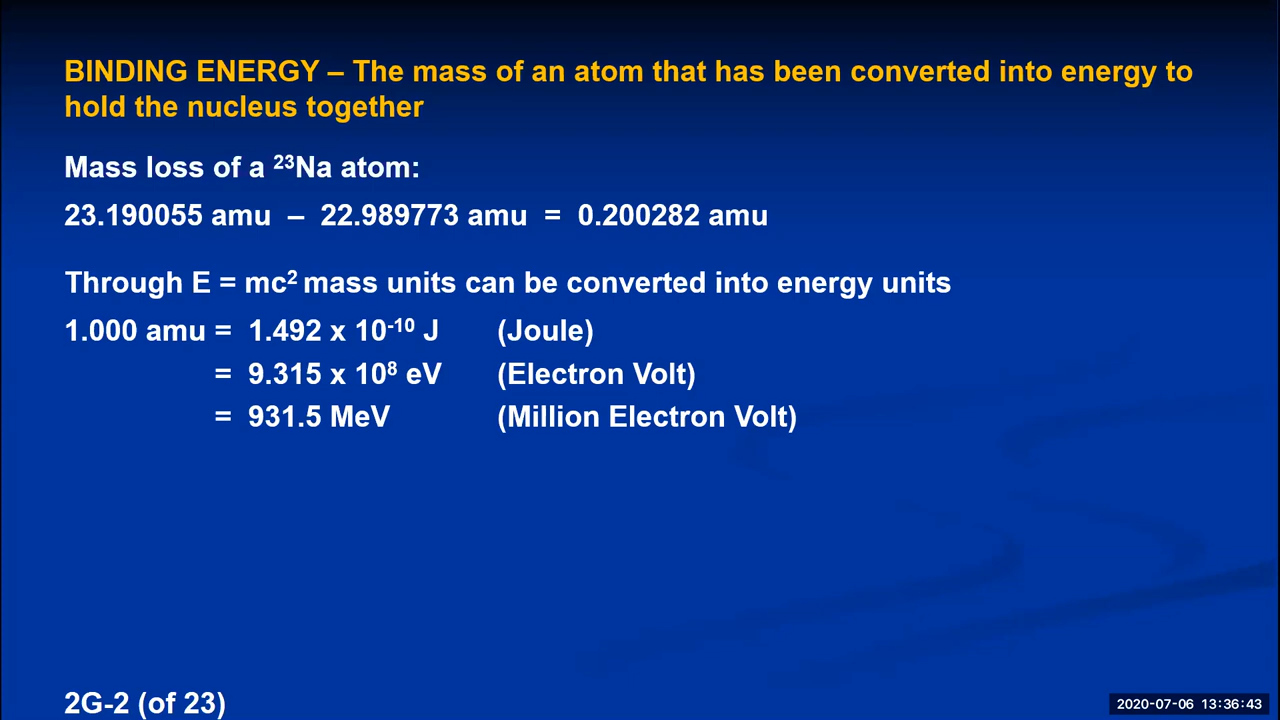 BINDING ENERGY – The mass of an atom that has been converted into energy to
hold the nucleus together
Mass loss of a ²³Na atom:
23.190055 amu – 22.989773 amu = 0.200282 amu
Through E = mc² mass units can be converted into energy units
1.000 amu = 1.492 x 10⁻¹⁰ J (Joule)
= 9.315 x 10⁸ eV (Electron Volt)
= 931.5 MeV (Million Electron Volt)
2G-2 (of 23)
2020-07-06 13:36:43